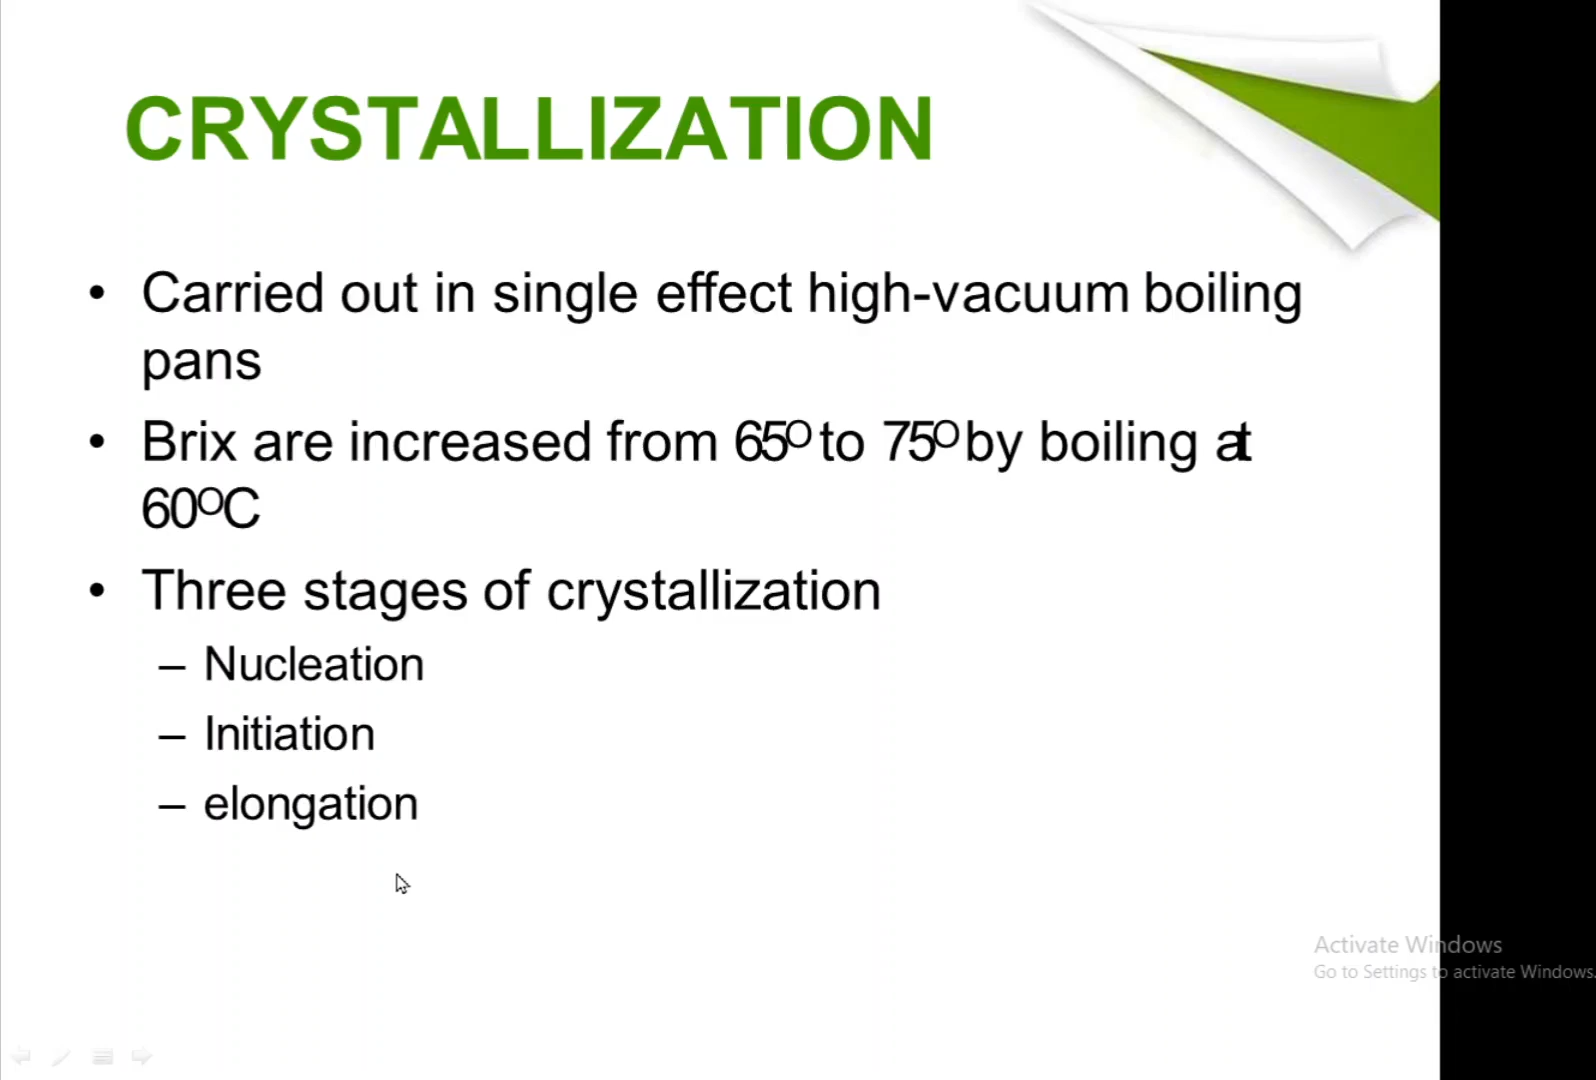 CRYSTALLIZATION
• Carried out in single effect high-vacuum boiling
pans
• Brix are increased from 65º to 75º by boiling at
60ºC
• Three stages of crystallization
– Nucleation
– Initiation
– elongation
Activate Windows
Go to Settings to activate Windows.